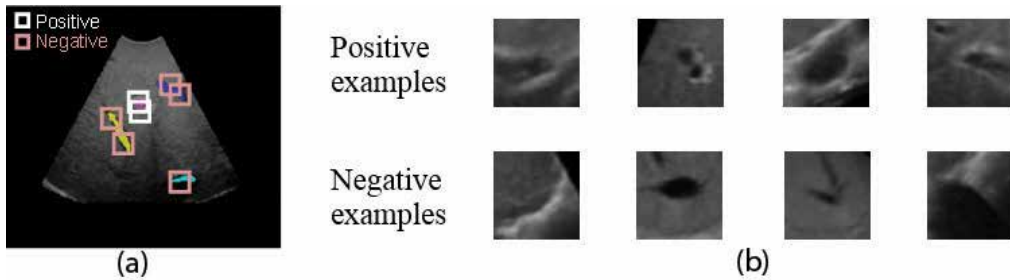 Positive
Negative
Positive
examples
Negative
examples
(a)
(b)